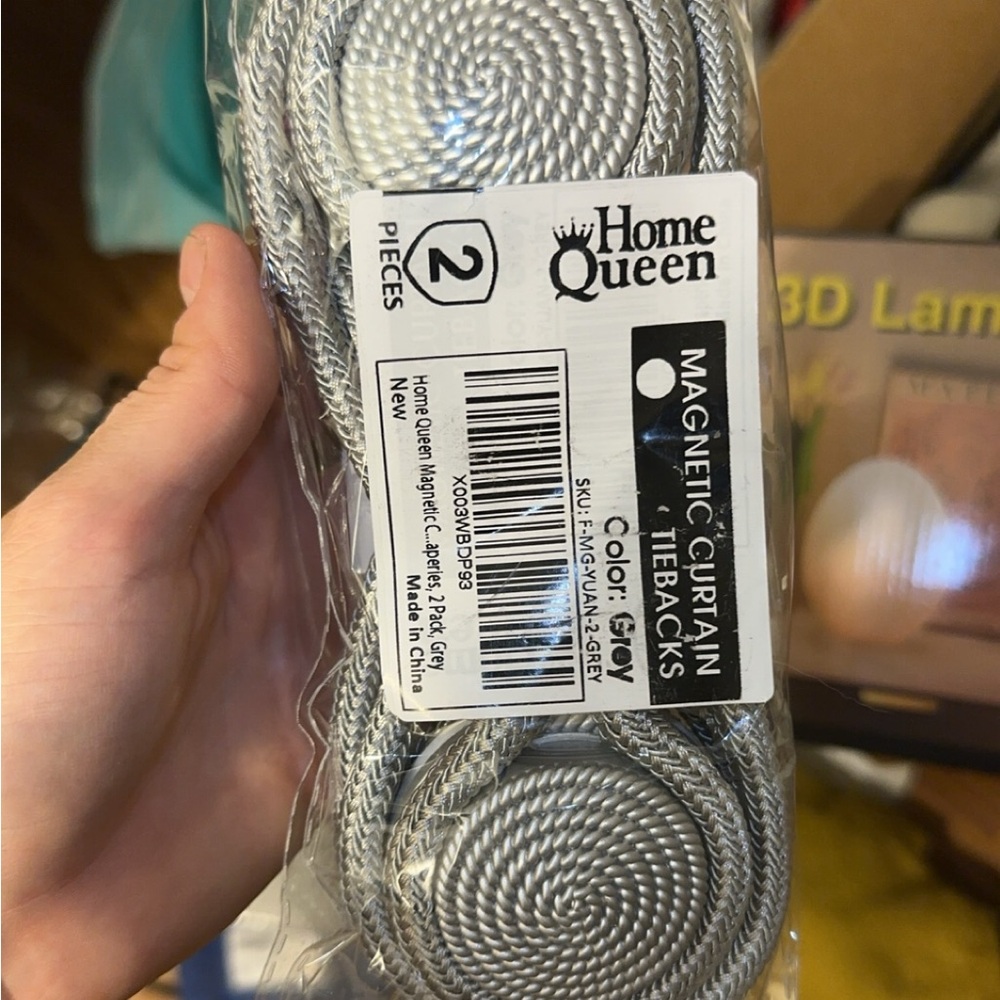 Home
Queen
2
PIECES
MAGNETIC CURTAIN
TIEBACKS
Color: Grey
SKU: F-MG-YUAN-2-GREY
X003WBDP93
Home Queen Magnetic C...aperies, 2 Pack, Grey
New
Made in China
3D Lam